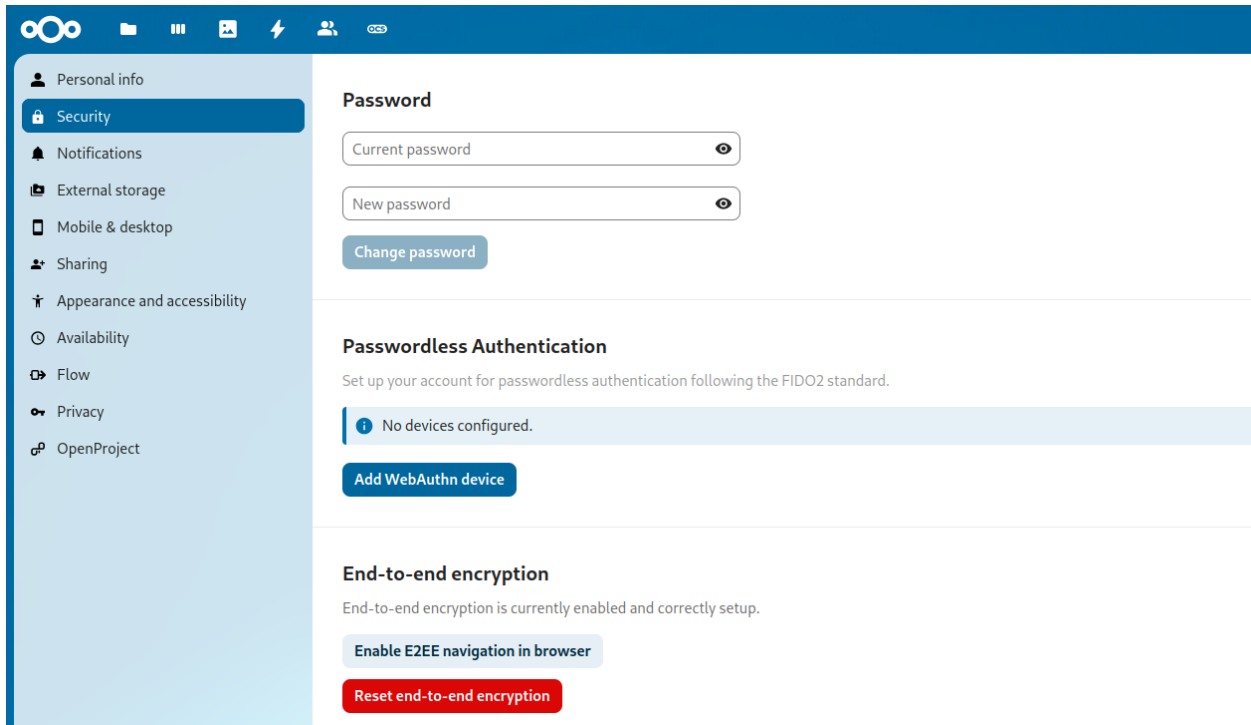 OCS
Personal info
Security
Notifications
External storage
Mobile & desktop
Sharing
Appearance and accessibility
Availability
Flow
Privacy
OpenProject
Password
Current password
New password
Change password
Passwordless Authentication
Set up your account for passwordless authentication following the FIDO2 standard.
No devices configured.
Add WebAuthn device
End-to-end encryption
End-to-end encryption is currently enabled and correctly setup.
Enable E2EE navigation in browser
Reset end-to-end encryption